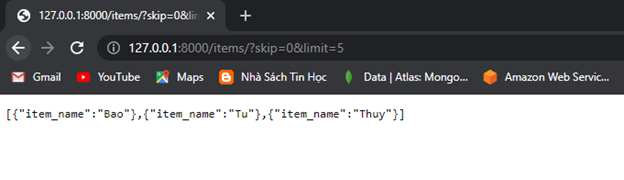 127.0.0.1:8000/items/?skip=0&lim
127.0.0.1:8000/items/?skip=0&limit=5
Gmail YouTube Maps Nhà Sách Tin Học Data | Atlas: Mongo... Amazon Web Servic...
[{"item_name":"Bao"},{"item_name":"Tu"},{"item_name":"Thuy"}]